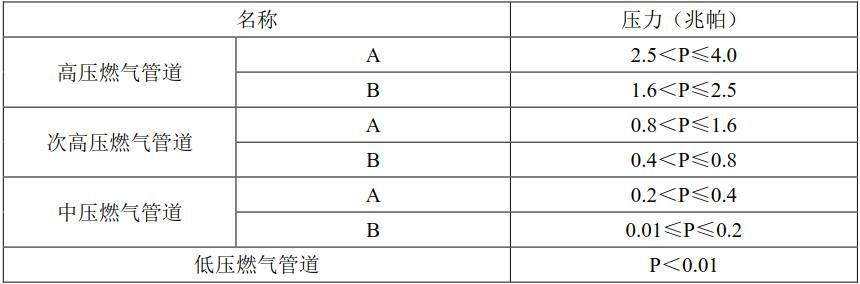 名称 压力（兆帕）
高压燃气管道 A 2.5＜P≤4.0
B 1.6＜P≤2.5
次高压燃气管道 A 0.8＜P≤1.6
B 0.4＜P≤0.8
中压燃气管道 A 0.2＜P≤0.4
B 0.01≤P≤0.2
低压燃气管道 P＜0.01